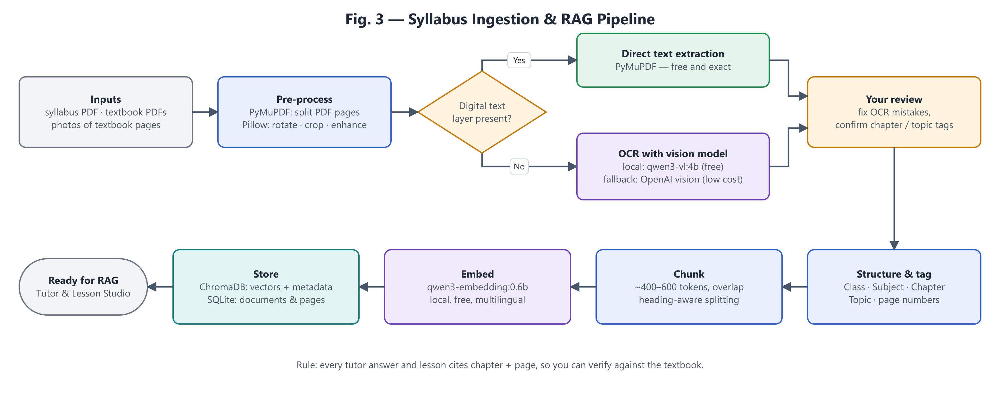 Fig. 3 — Syllabus Ingestion & RAG Pipeline
Inputs
syllabus PDF · textbook PDFs
photos of textbook pages
Pre-process
PyMuPDF: split PDF pages
Pillow: rotate · crop · enhance
Digital text
layer present?
Yes
Direct text extraction
PyMuPDF — free and exact
No
OCR with vision model
local: qwen3-vl:4b (free)
fallback: OpenAI vision (low cost)
Your review
fix OCR mistakes,
confirm chapter / topic tags
Structure & tag
Class · Subject · Chapter
Topic · page numbers
Chunk
~400–600 tokens, overlap
heading-aware splitting
Embed
qwen3-embedding:0.6b
local, free, multilingual
Store
ChromaDB: vectors + metadata
SQLite: documents & pages
Ready for RAG
Tutor & Lesson Studio
Rule: every tutor answer and lesson cites chapter + page, so you can verify against the textbook.